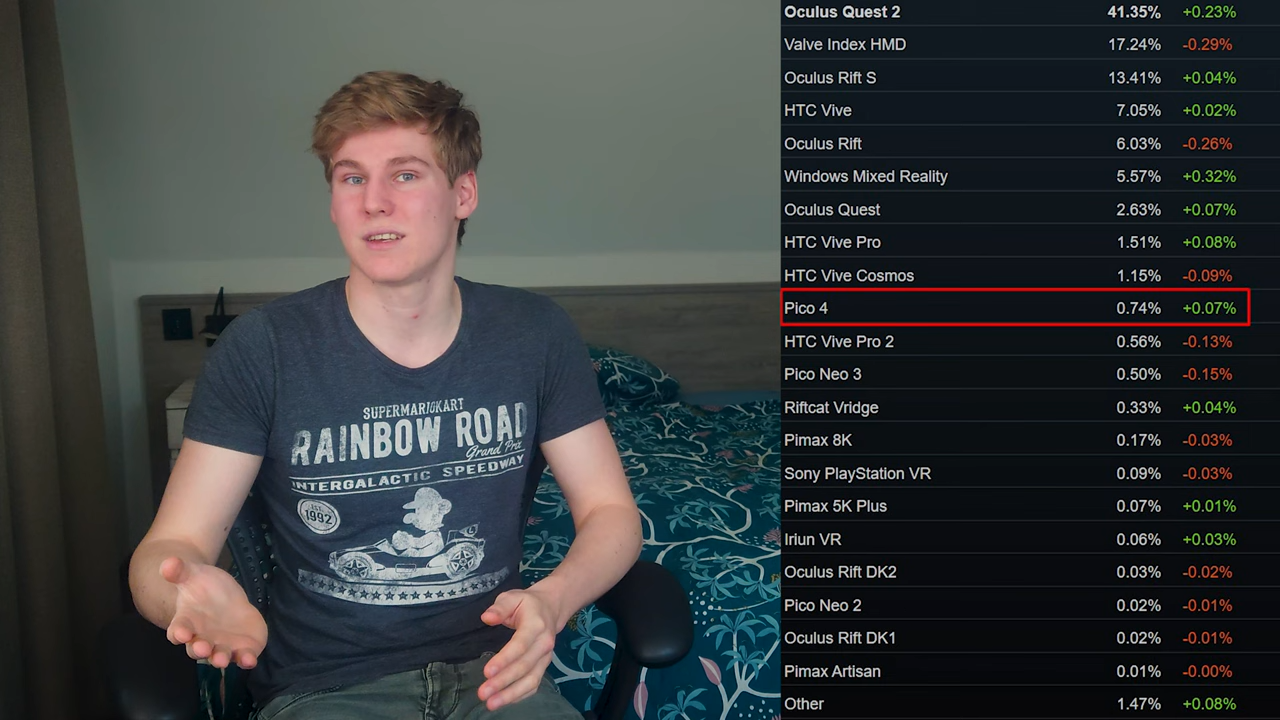 SUPERMARIOKART
RAINBOW ROAD
Grand Prix
INTERGALACTIC SPEEDWAY
EST.
1992
Oculus Quest 2 41.35% +0.23%
Valve Index HMD 17.24% -0.29%
Oculus Rift S 13.41% +0.04%
HTC Vive 7.05% +0.02%
Oculus Rift 6.03% -0.26%
Windows Mixed Reality 5.57% +0.32%
Oculus Quest 2.63% +0.07%
HTC Vive Pro 1.51% +0.08%
HTC Vive Cosmos 1.15% -0.09%
Pico 4 0.74% +0.07%
HTC Vive Pro 2 0.56% -0.13%
Pico Neo 3 0.50% -0.15%
Riftcat Vridge 0.33% +0.04%
Pimax 8K 0.17% -0.03%
Sony PlayStation VR 0.09% -0.03%
Pimax 5K Plus 0.07% +0.01%
Iriun VR 0.06% +0.03%
Oculus Rift DK2 0.03% -0.02%
Pico Neo 2 0.02% -0.01%
Oculus Rift DK1 0.02% -0.01%
Pimax Artisan 0.01% -0.00%
Other 1.47% +0.08%